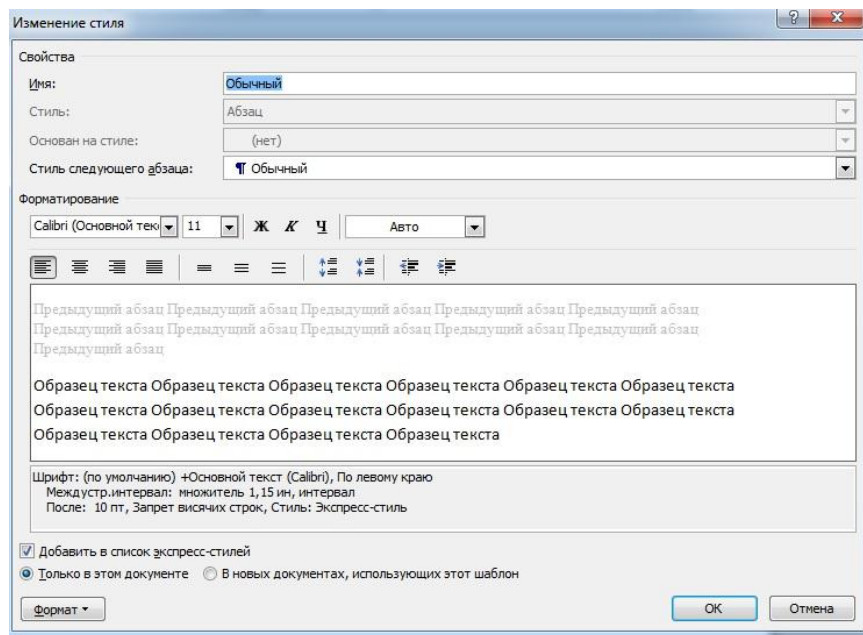 Изменение стиля
Свойства
Имя: Обычный
Стиль: Абзац
Основан на стиле: (нет)
Стиль следующего абзаца: ¶ Обычный
Форматирование
Calibri (Основной тек 11 Ж К Ч Авто
Предыдущий абзац Предыдущий абзац Предыдущий абзац Предыдущий абзац Предыдущий абзац
Предыдущий абзац Предыдущий абзац Предыдущий абзац Предыдущий абзац Предыдущий абзац
Предыдущий абзац
Образец текста Образец текста Образец текста Образец текста Образец текста Образец текста
Образец текста Образец текста Образец текста Образец текста Образец текста Образец текста
Образец текста Образец текста Образец текста Образец текста
Шрифт: (по умолчанию) +Основной текст (Calibri), По левому краю
Междустр.интервал: множитель 1,15 ин, интервал
После: 10 пт, Запрет висячих строк, Стиль: Экспресс-стиль
Добавить в список экспресс-стилей
Только в этом документе В новых документах, использующих этот шаблон
Формат ОК Отмена